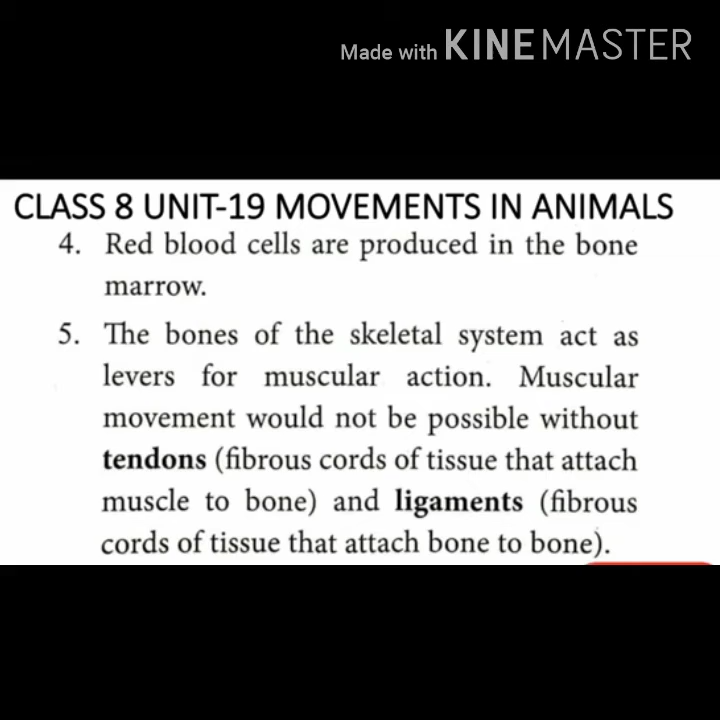 Made with KINEMASTER
CLASS 8 UNIT-19 MOVEMENTS IN ANIMALS
4. Red blood cells are produced in the bone
marrow.
5. The bones of the skeletal system act as
levers for muscular action. Muscular
movement would not be possible without
tendons (fibrous cords of tissue that attach
muscle to bone) and ligaments (fibrous
cords of tissue that attach bone to bone).